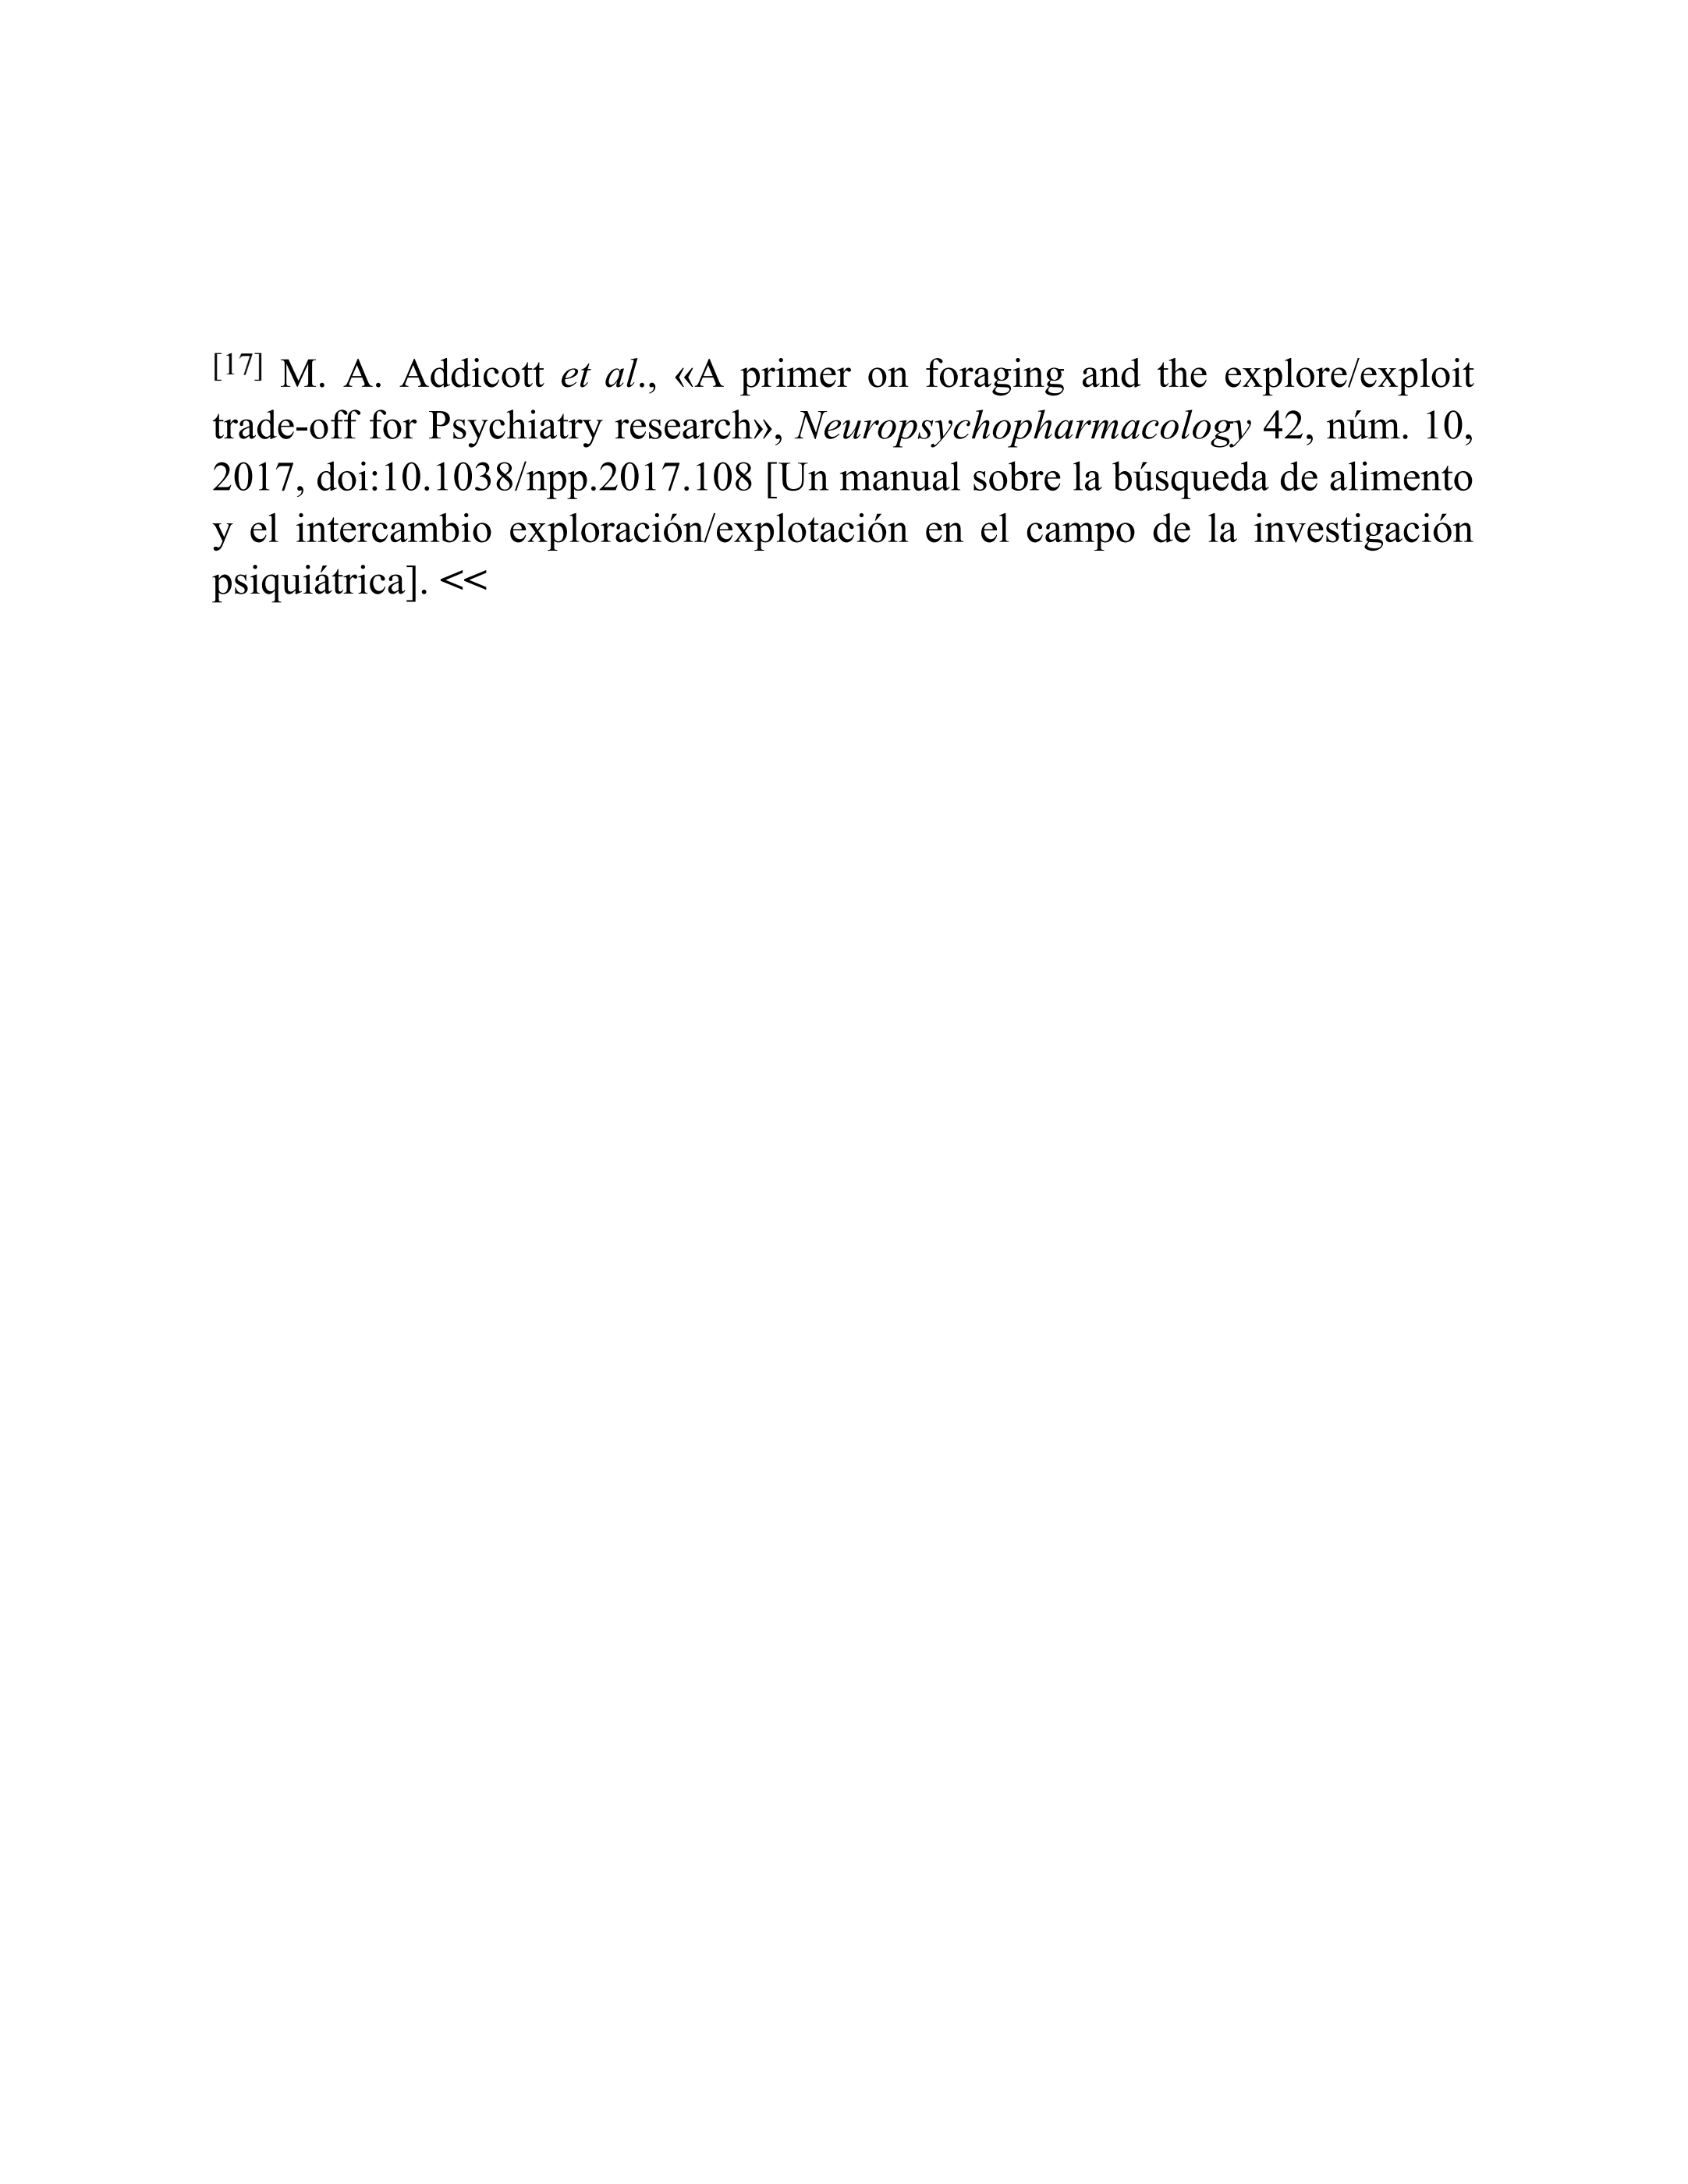 [17] M. A. Addicott et al., «A primer on foraging and the explore/exploit
trade-off for Psychiatry research», Neuropsychopharmacology 42, núm. 10,
2017, doi:10.1038/npp.2017.108 [Un manual sobre la búsqueda de alimento
y el intercambio exploración/explotación en el campo de la investigación
psiquiátrica]. <<